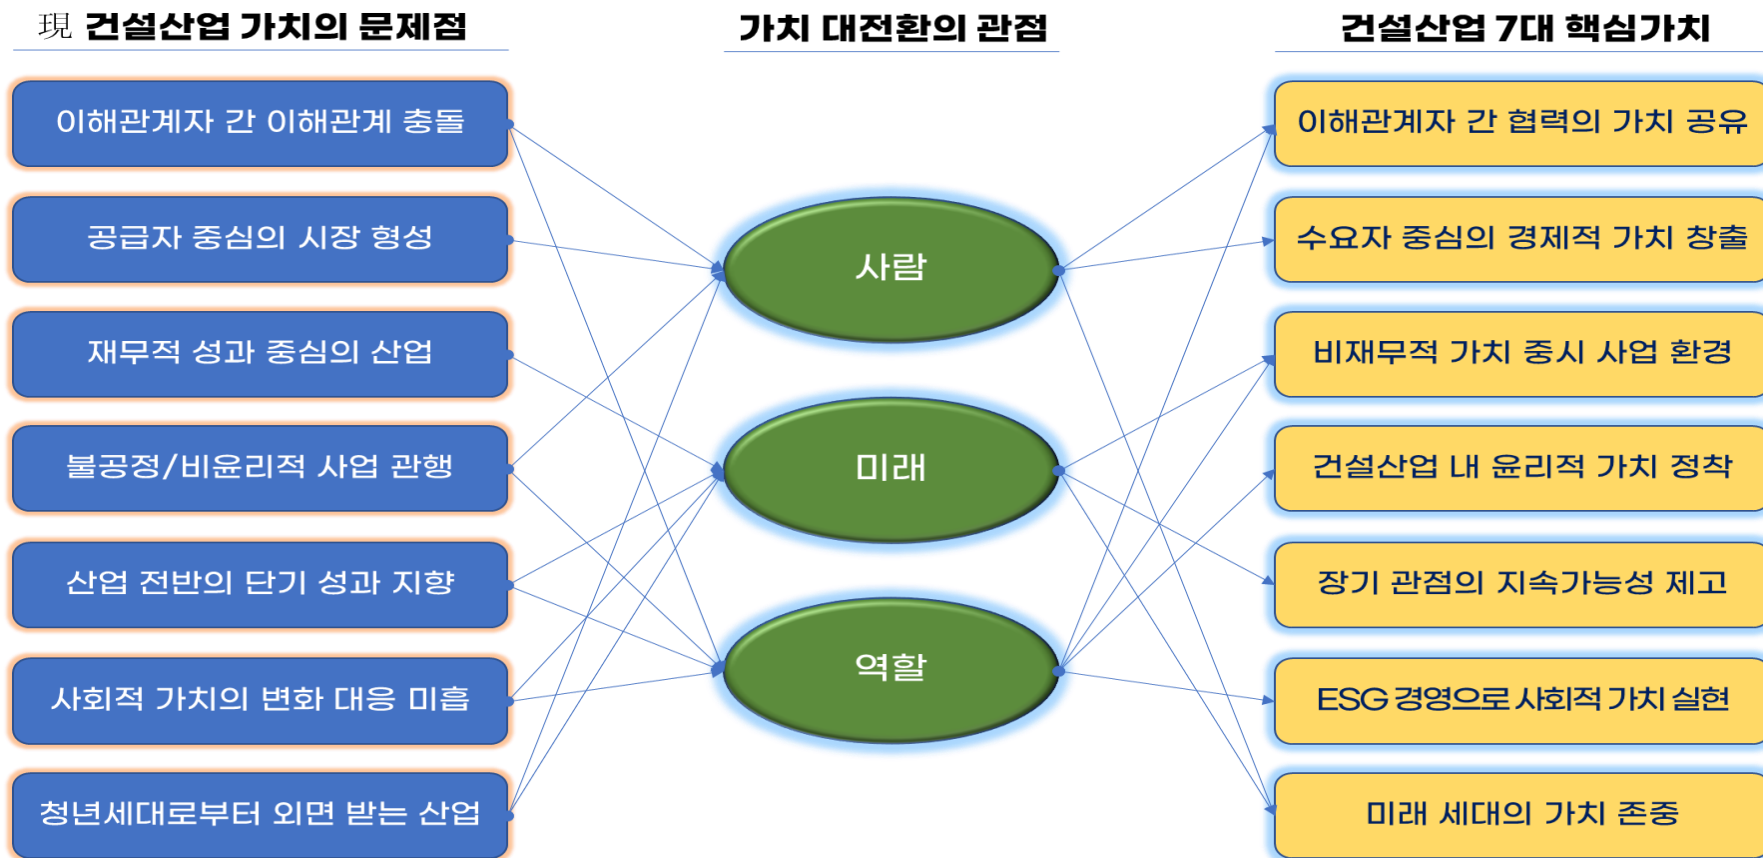 現 건설산업 가치의 문제점
가치 대전환의 관점
건설산업 7대 핵심가치
이해관계자 간 이해관계 충돌
공급자 중심의 시장 형성
재무적 성과 중심의 산업
불공정/비윤리적 사업 관행
산업 전반의 단기 성과 지향
사회적 가치의 변화 대응 미흡
청년세대로부터 외면 받는 산업
사람
미래
역할
이해관계자 간 협력의 가치 공유
수요자 중심의 경제적 가치 창출
비재무적 가치 중시 사업 환경
건설산업 내 윤리적 가치 정착
장기 관점의 지속가능성 제고
ESG 경영으로 사회적 가치 실현
미래 세대의 가치 존중